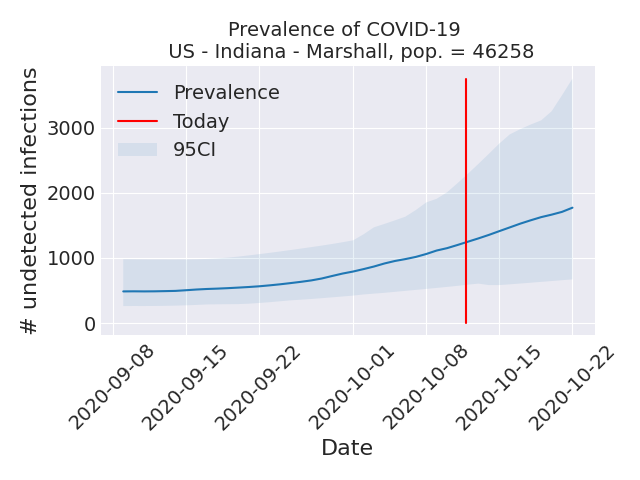 Prevalence of COVID-19
US - Indiana - Marshall, pop. = 46258
# undetected infections
3000
2000
1000
0
Prevalence
Today
95CI
2020-09-08
2020-09-15
2020-09-22
2020-10-01
2020-10-08
2020-10-15
2020-10-22
Date